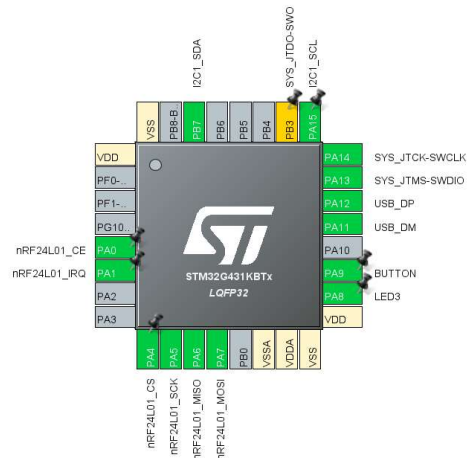 I2C1_SDA
SYS_JTDO-SWO
I2C1_SCL
VSS
PB8-B..
PB7
PB6
PB5
PB4
PB3
PA15
VDD
PF0-..
PF1-..
PG10..
nRF24L01_CE PA0
nRF24L01_IRQ PA1
PA2
PA3
PA14 SYS_JTCK-SWCLK
PA13 SYS_JTMS-SWDIO
PA12 USB_DP
PA11 USB_DM
PA10
PA9 BUTTON
PA8 LED3
VDD
ST
STM32G431KBTx
LQFP32
PA4
PA5
PA6
PA7
PB0
VSSA
VDDA
VSS
nRF24L01_CS
nRF24L01_SCK
nRF24L01_MISO
nRF24L01_MOSI